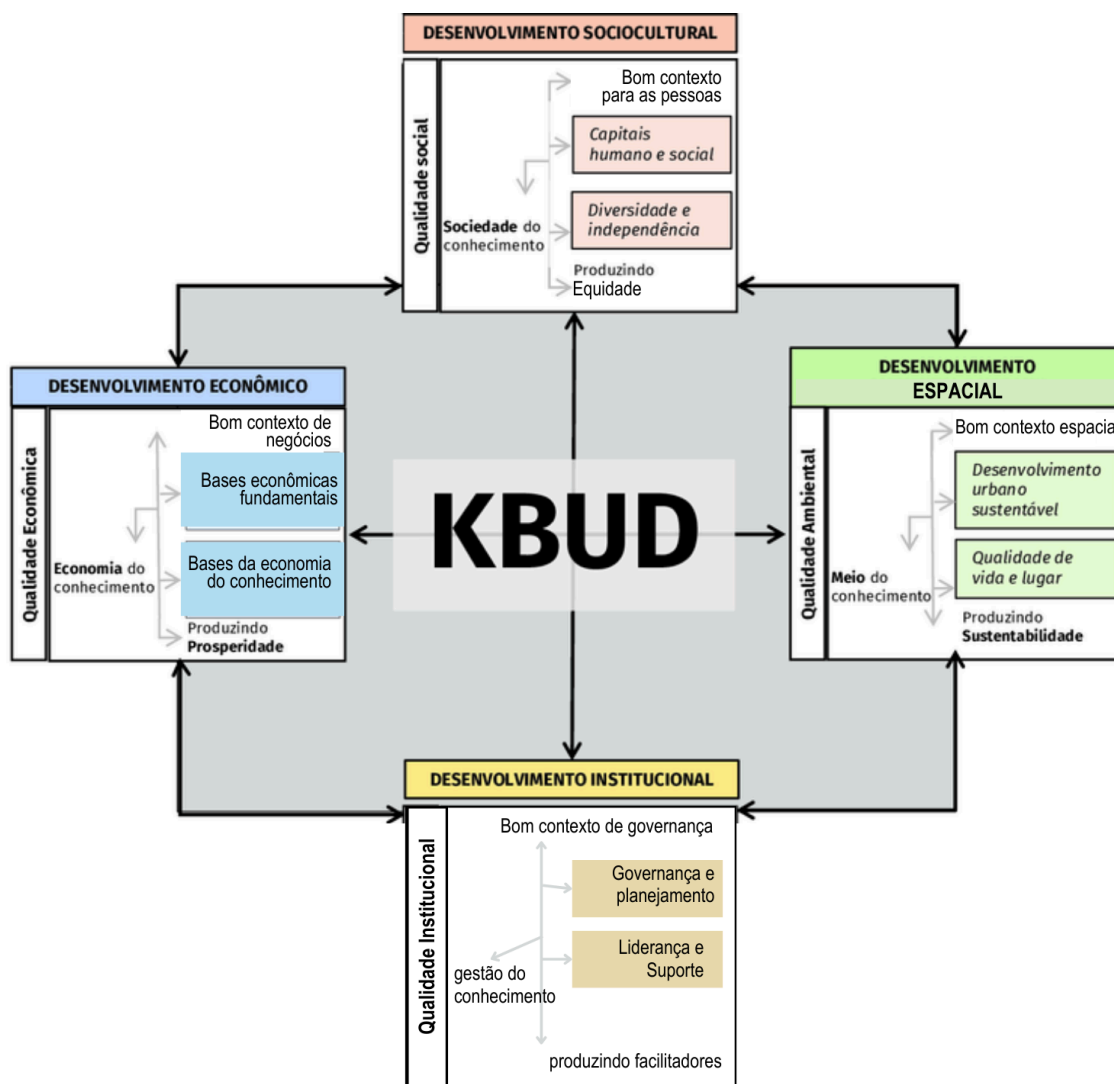 DESENVOLVIMENTO SOCIOCULTURAL
Qualidade social
Bom contexto
para as pessoas
Capitais
humano e social
Diversidade e
independência
Sociedade do
conhecimento
Produzindo
Equidade
DESENVOLVIMENTO ECONÔMICO
Qualidade Econômica
Bom contexto de
negócios
Bases econômicas
fundamentais
Bases da economia
do conhecimento
Economia do
conhecimento
Produzindo
Prosperidade
KBUD
DESENVOLVIMENTO
ESPACIAL
Qualidade Ambiental
Bom contexto espacia
Desenvolvimento
urbano
sustentável
Qualidade de
vida e lugar
Meio do
conhecimento
Produzindo
Sustentabilidade
DESENVOLVIMENTO INSTITUCIONAL
Qualidade Institucional
Bom contexto de governança
Governança e
planejamento
Liderança e
Suporte
gestão do
conhecimento
produzindo facilitadores